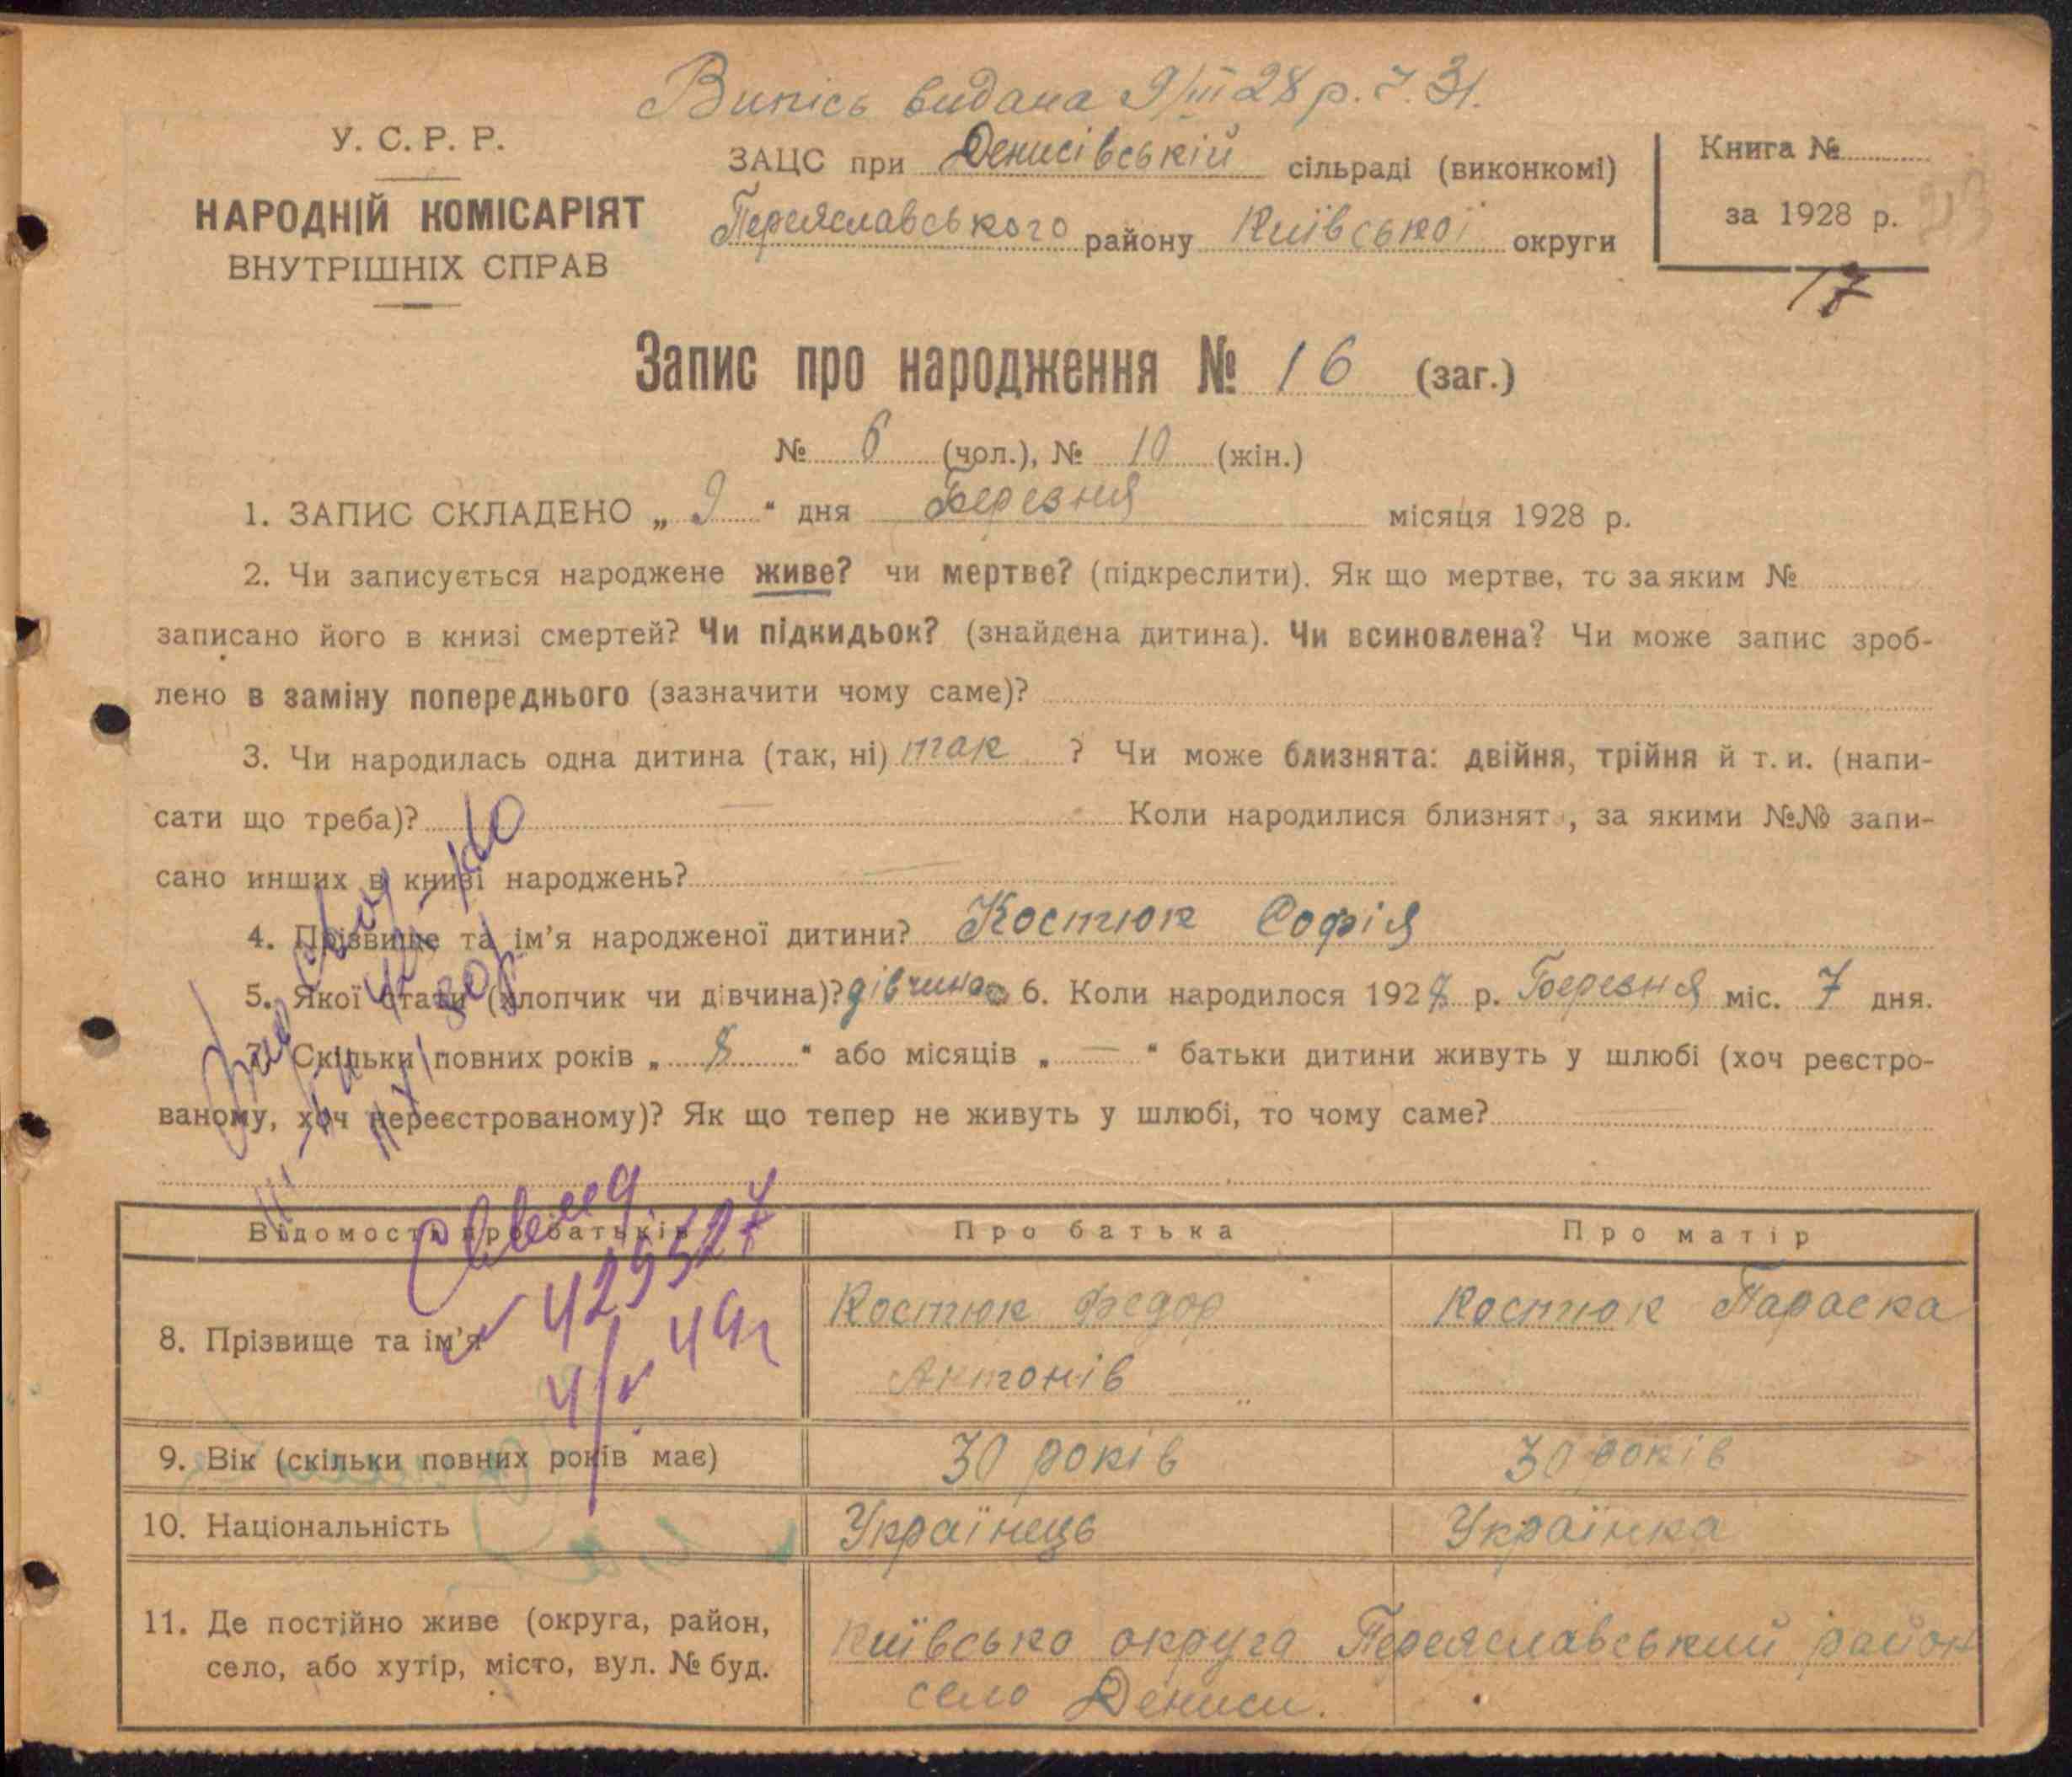 Випісь видана 9/III 28 р. Ч. 31.
У. С. Р. Р.
НАРОДНІЙ КОМІСАРІЯТ
ВНУТРІШНІХ СПРАВ
ЗАЦС при Денисівській сільраді (виконкомі)
Переяславського району Київської округи
Книга №
за 1928 р.
17
Запис про народження № 16 (заг.)
№ 6 (чол.), № 10 (жін.)
1. ЗАПИС СКЛАДЕНО „ 9 “ дня Березня місяця 1928 р.
2. Чи записується народжене живе? чи мертве? (підкреслити). Як що мертве, то за яким №
записано його в книзі смертей? Чи підкидьок? (знайдена дитина). Чи всиновлена? Чи може запис зроб-
лено в заміну попереднього (зазначити чому саме)?
3. Чи народилась одна дитина (так, ні) так ? Чи може близнята: двійня, трійня й т. и. (напи-
сати що треба)? — Коли народилися близнят , за якими №№ запи-
сано инших в книзі народжень? —
4. Прізвище та ім’я народженої дитини? Костюк Софія
5. Якої стати (хлопчик чи дівчина)? дівчина 6. Коли народилося 1928 р. Березня міс. 7 дня.
7. Скільки повних років „ 8 “ або місяців „ — “ батьки дитини живуть у шлюбі (хоч реєстро-
ваному, хоч нереєстрованому)? Як що тепер не живуть у шлюбі, то чому саме?
Відомості про батьків
Про батька
Про матір
8. Прізвище та ім’я
Костюк Федор
Антонів
Костюк Параска
429527
4/V 49г
9. Вік (скільки повних років має)
30 років
30 років
10. Національність
Українець
Українка
11. Де постійно живе (округа, район,
село, або хутір, місто, вул. № буд.
Київсько округа Переяславський район
село Дениси.